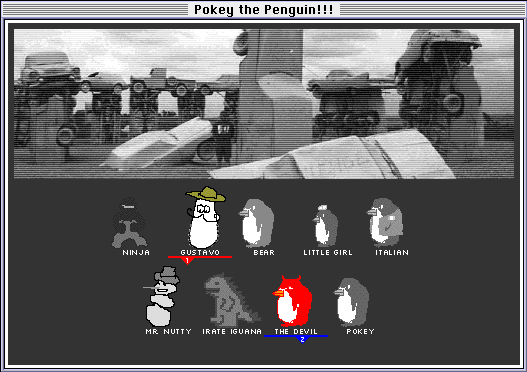 Pokey the Penguin!!!
NINJA
GUSTAVO
BEAR
LITTLE GIRL
ITALIAN
1
MR. NUTTY
IRATE IGUANA
THE DEVIL
POKEY
2